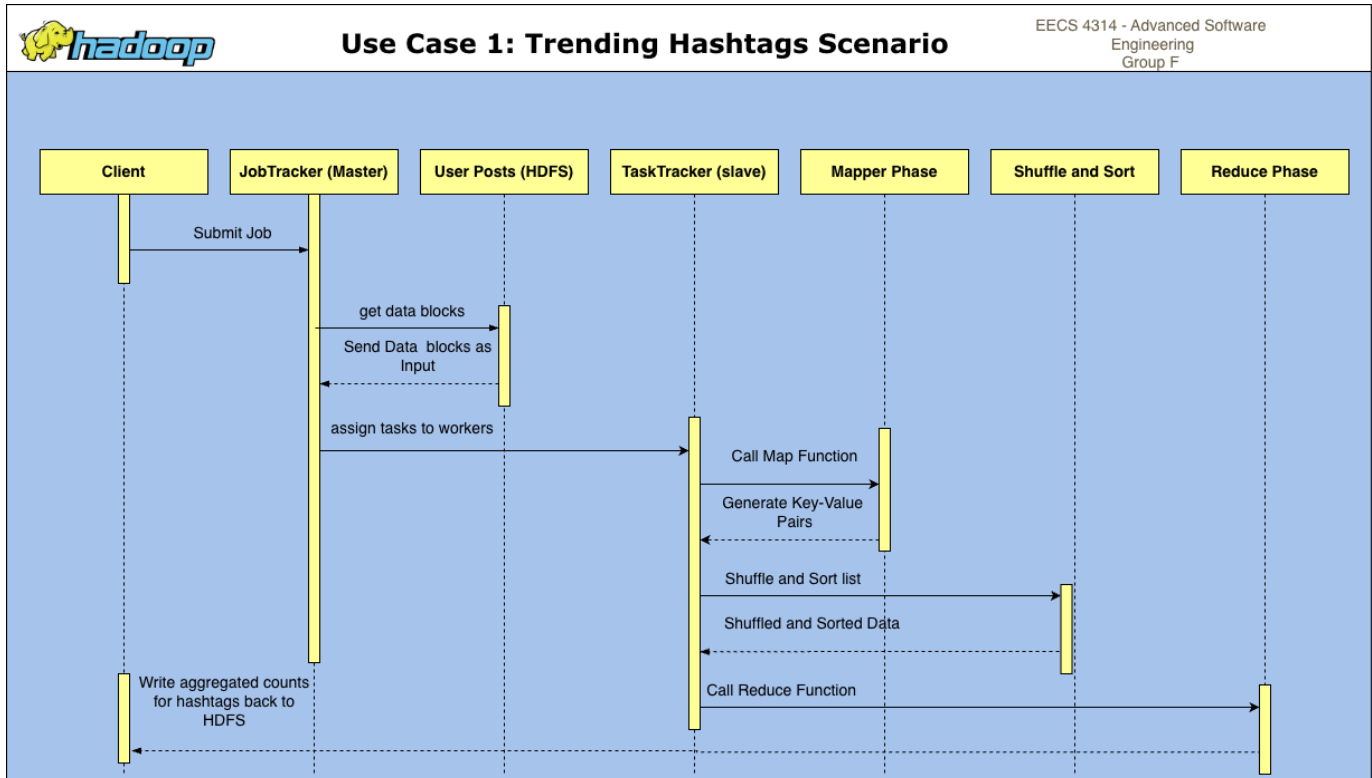 hadoop
Use Case 1: Trending Hashtags Scenario
EECS 4314 - Advanced Software
Engineering
Group F
Client
JobTracker (Master)
User Posts (HDFS)
TaskTracker (slave)
Mapper Phase
Shuffle and Sort
Reduce Phase
Submit Job
get data blocks
Send Data blocks as
Input
assign tasks to workers
Call Map Function
Generate Key-Value
Pairs
Shuffle and Sort list
Shuffled and Sorted Data
Write aggregated counts
for hashtags back to
HDFS
Call Reduce Function